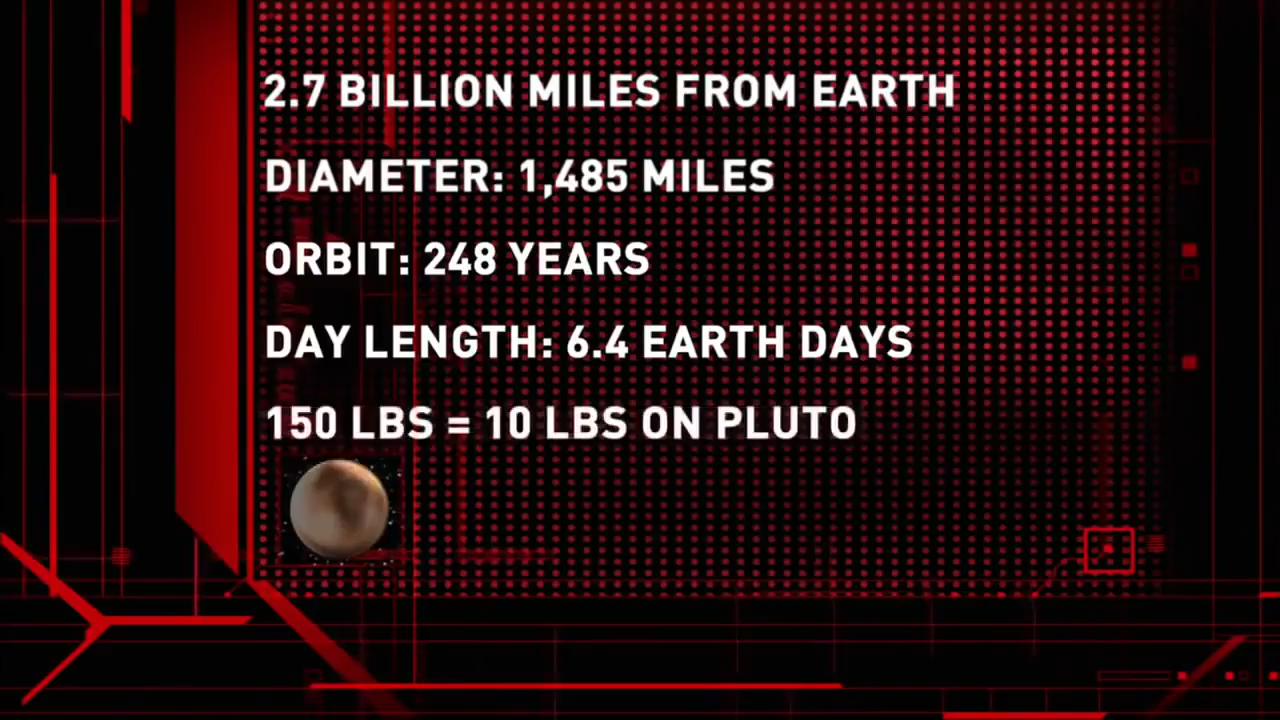 2.7 BILLION MILES FROM EARTH
DIAMETER: 1,485 MILES
ORBIT: 248 YEARS
DAY LENGTH: 6.4 EARTH DAYS
150 LBS = 10 LBS ON PLUTO